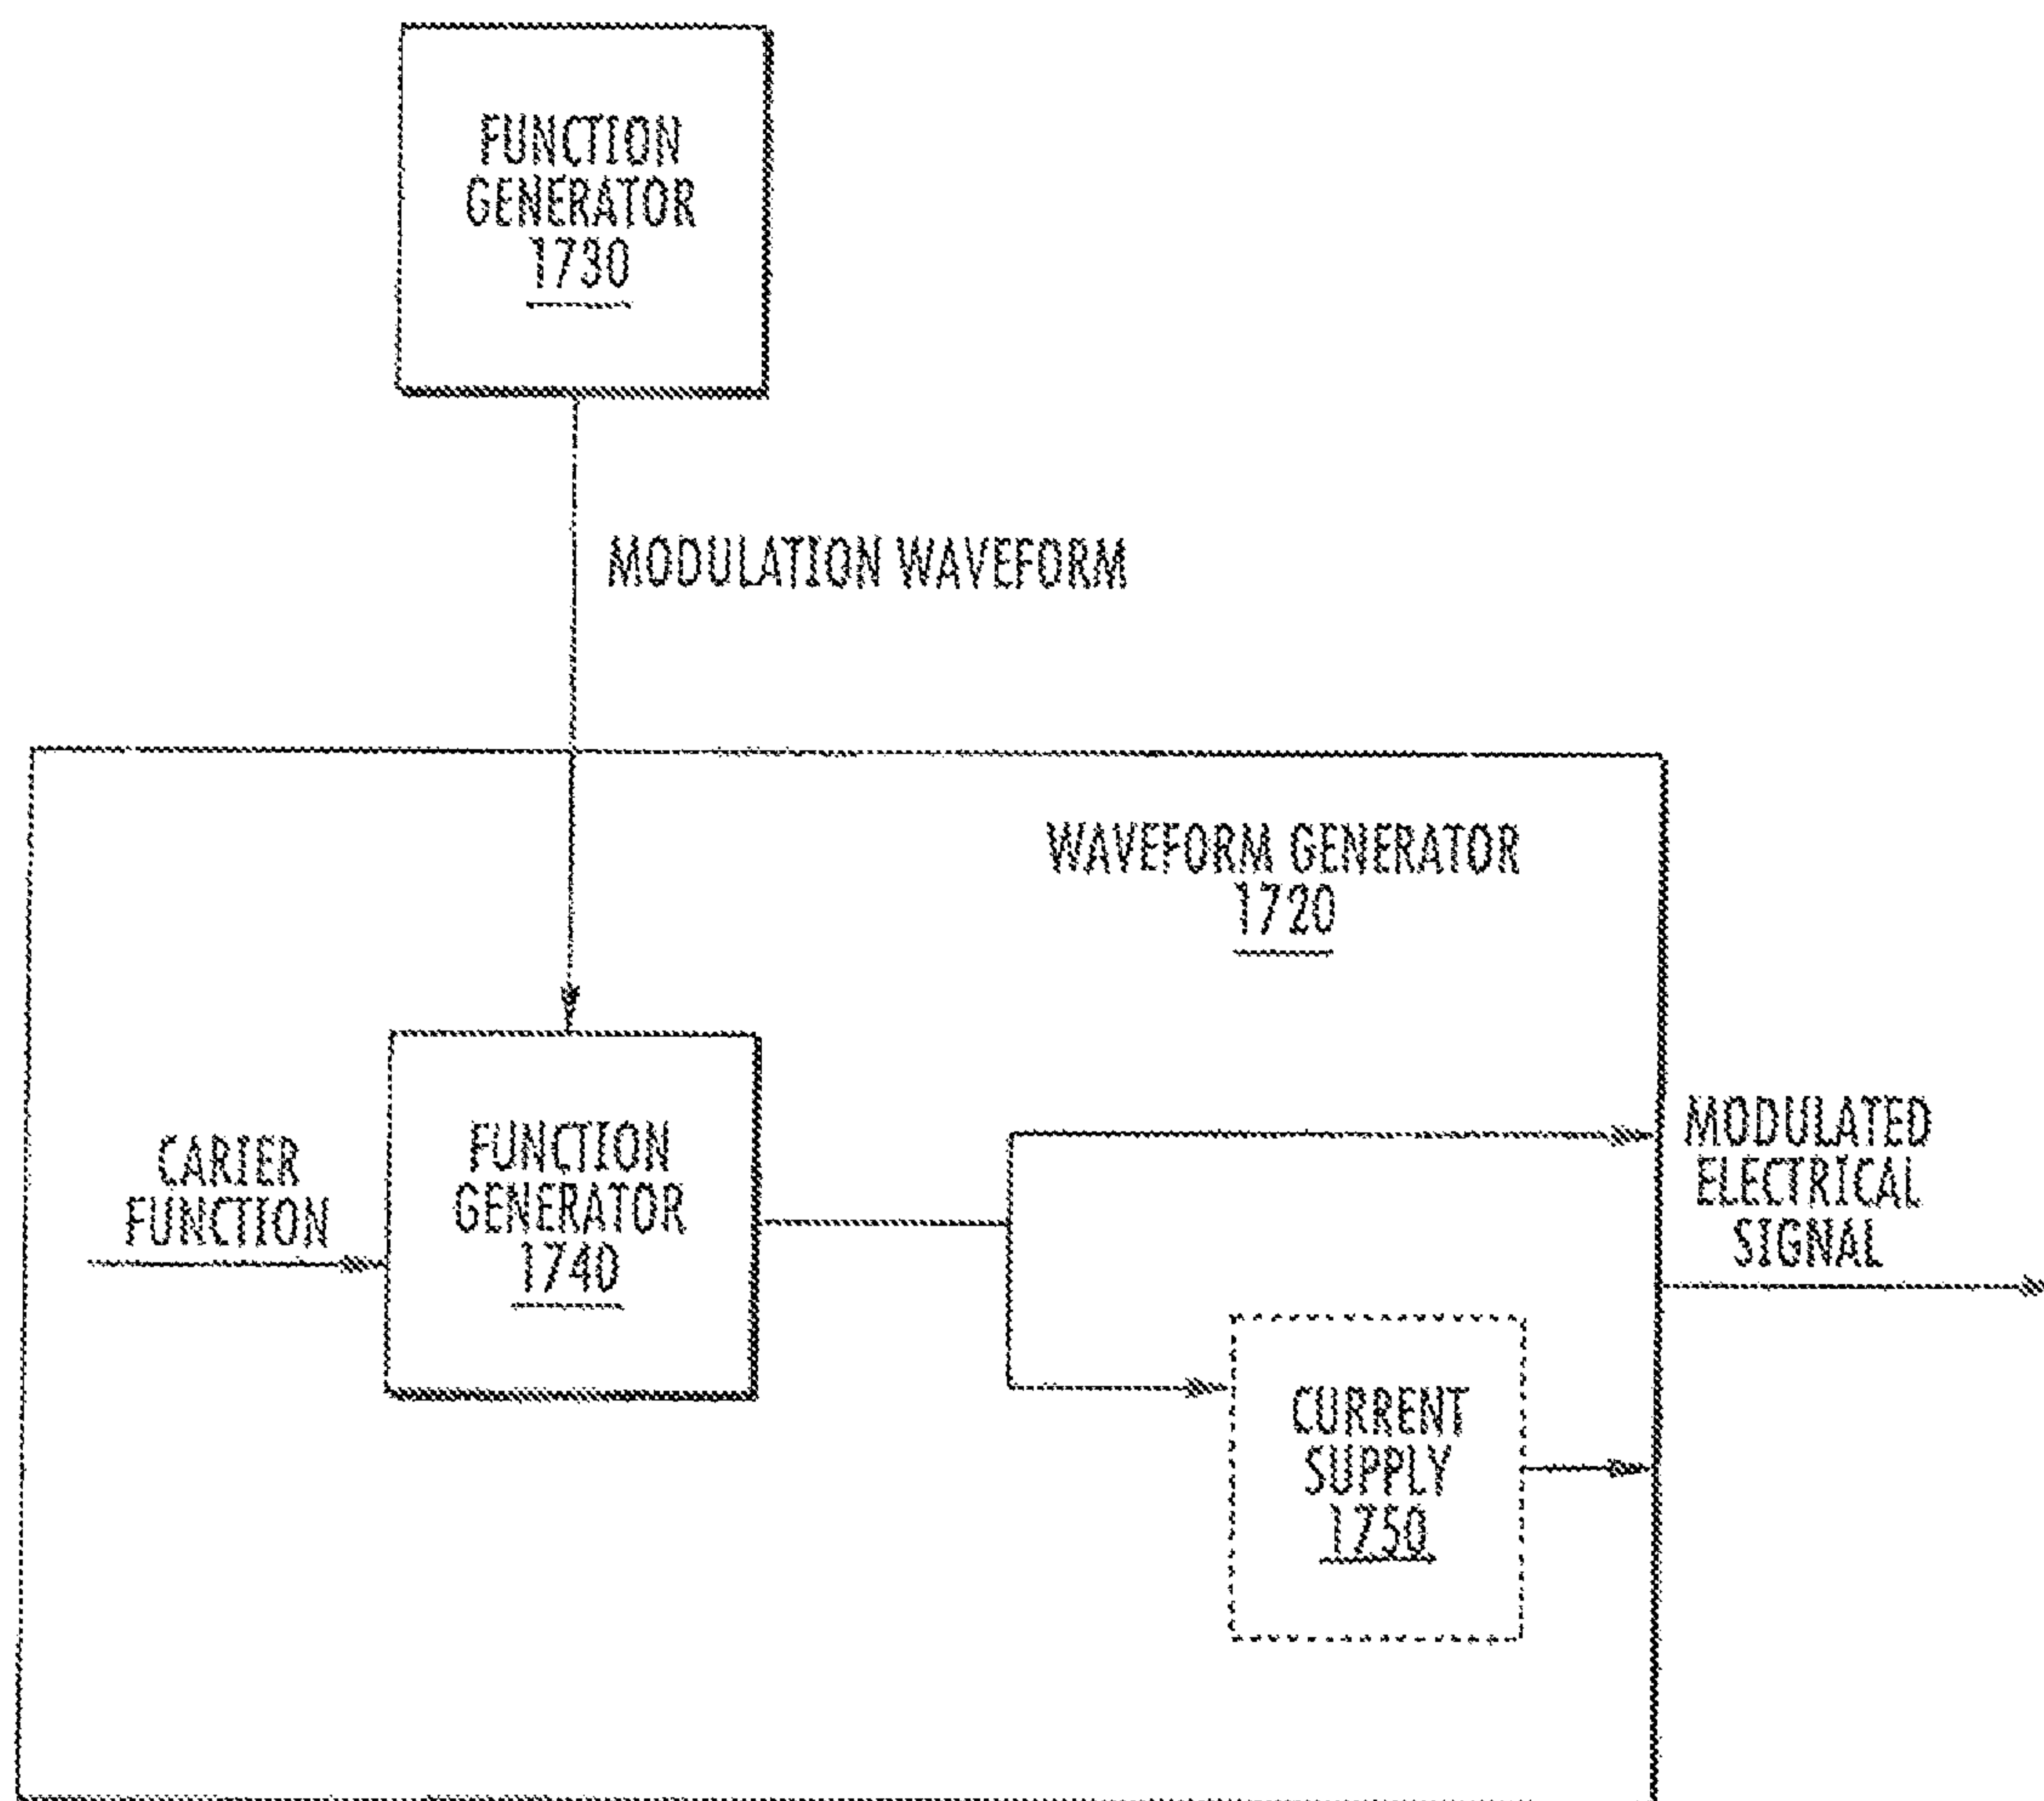 FUNCTION
GENERATOR
1730
MODULATION WAVEFORM
WAVEFORM GENERATOR
1720
CARIER
FUNCTION
FUNCTION
GENERATOR
1740
MODULATED
ELECTRICAL
SIGNAL
CURRENT
SUPPLY
1750